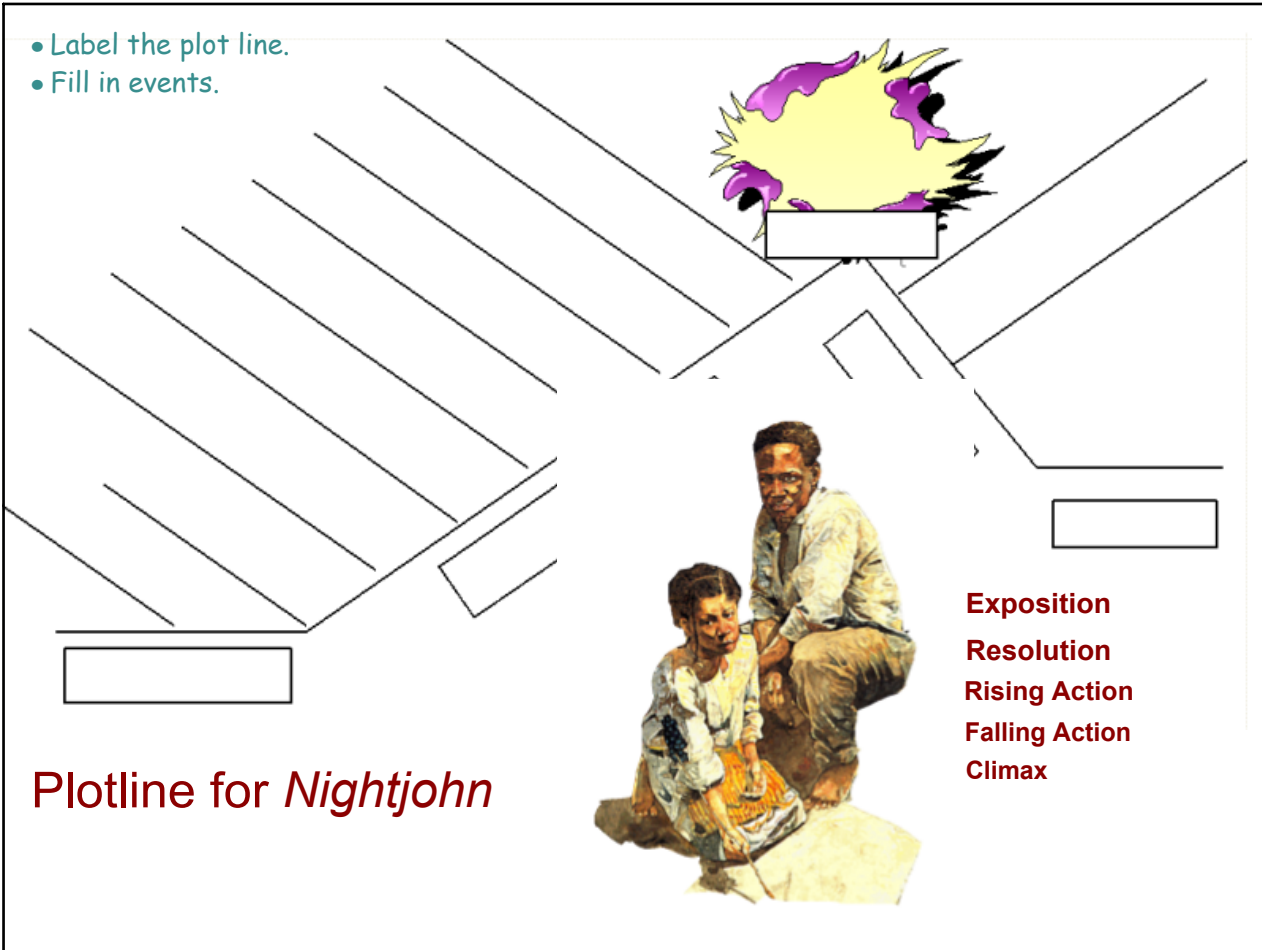 • Label the plot line.
• Fill in events.
Exposition
Resolution
Rising Action
Falling Action
Climax
Plotline for Nightjohn